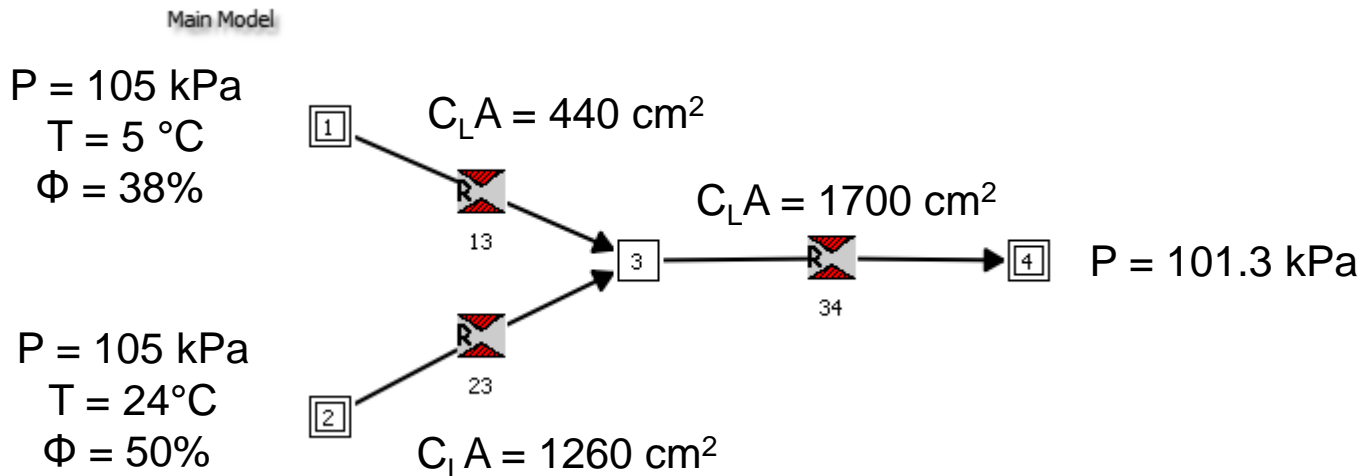 Main Model
P = 105 kPa
T = 5 °C
Φ = 38%
1
C_LA = 440 cm²
R
13
C_LA = 1700 cm²
3
R
34
4
P = 101.3 kPa
P = 105 kPa
T = 24°C
Φ = 50%
2
R
23
C_LA = 1260 cm²